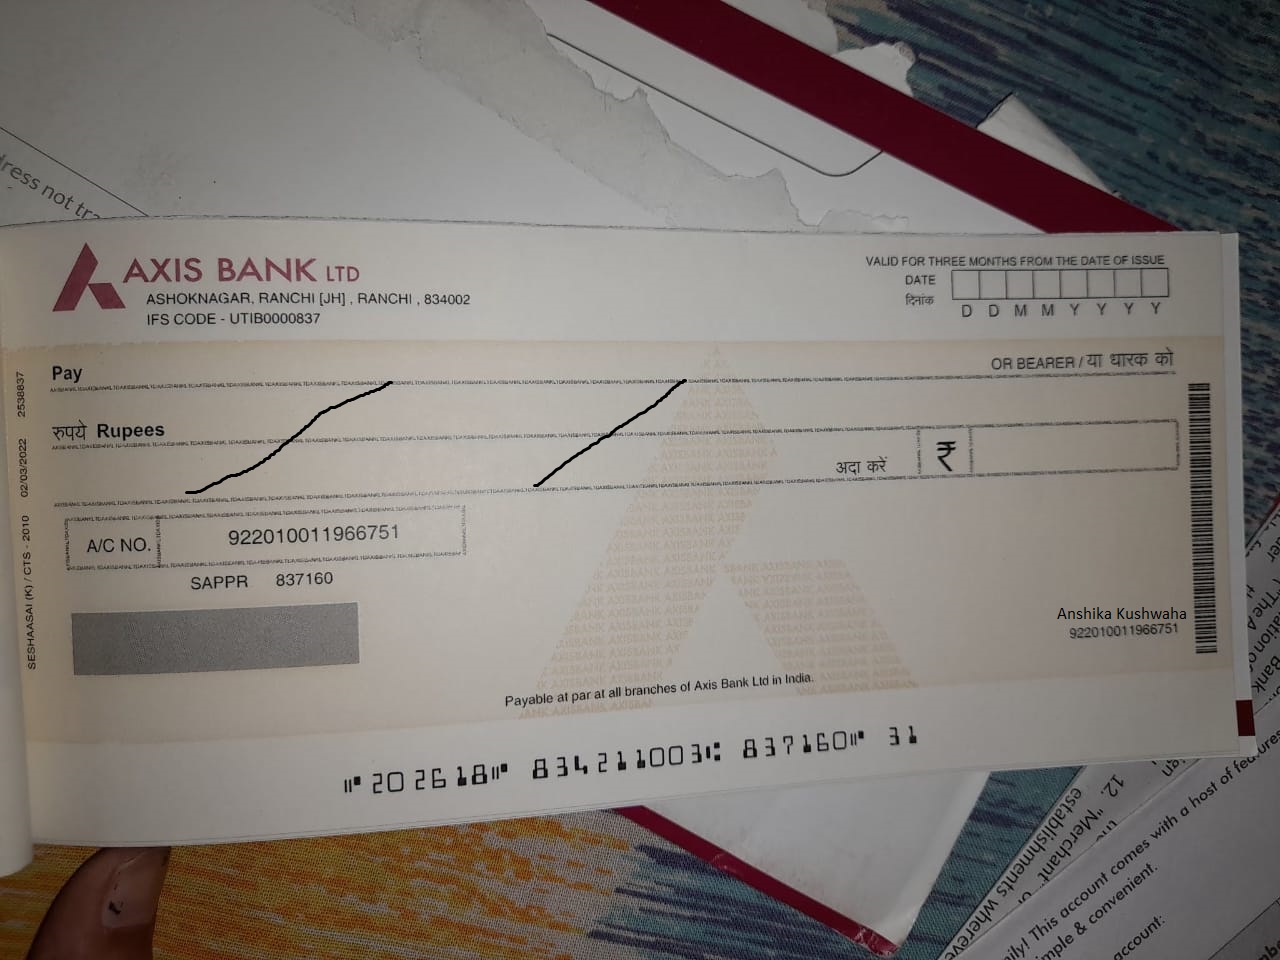 ress not tra
AXIS BANK LTD
ASHOKNAGAR, RANCHI [JH] , RANCHI , 834002
IFS CODE - UTIB0000837
VALID FOR THREE MONTHS FROM THE DATE OF ISSUE
DATE
दिनांक
D D M M Y Y Y Y
Pay
OR BEARER / या धारक को
रुपये Rupees
अदा करें
₹
A/C NO. 922010011966751
SAPPR 837160
Anshika Kushwaha
922010011966751
Payable at par at all branches of Axis Bank Ltd in India.
⑈202618⑈ 834211003⑆ 837160⑈ 31
SESHAASAI (K) / CTS - 2010 02/03/2022 2538837
12. "Merchant
establishments where
ily! This account comes with a host of features
mple & convenient.
account: